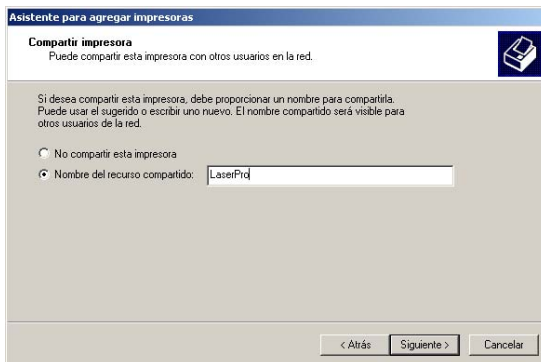 Asistente para agregar impresoras
Compartir impresora
Puede compartir esta impresora con otros usuarios en la red.
Si desea compartir esta impresora, debe proporcionar un nombre para compartirla.
Puede usar el sugerido o escribir uno nuevo. El nombre compartido será visible para
otros usuarios de la red.
No compartir esta impresora
Nombre del recurso compartido: LaserPro
< Atrás Siguiente > Cancelar